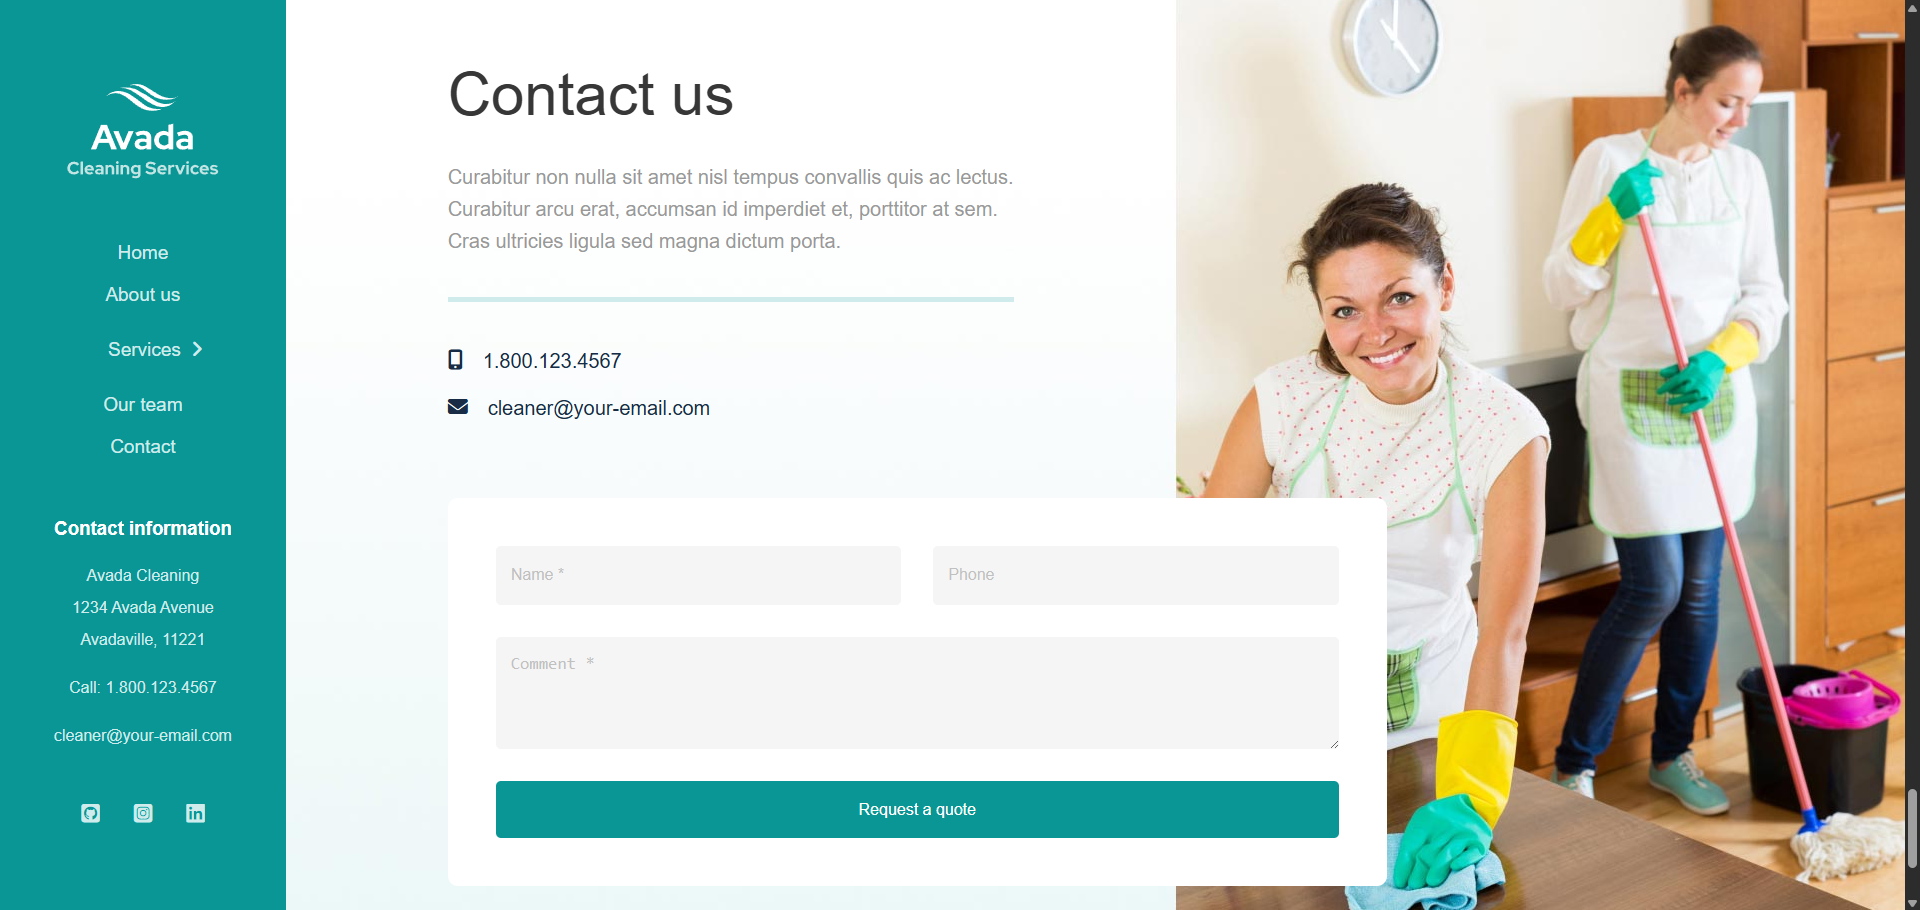 Avada
Cleaning Services
Home
About us
Services
Our team
Contact
Contact information
Avada Cleaning
1234 Avada Avenue
Avadaville, 11221
Call: 1.800.123.4567
cleaner@your-email.com
Contact us
Curabitur non nulla sit amet nisl tempus convallis quis ac lectus.
Curabitur arcu erat, accumsan id imperdiet et, porttitor at sem.
Cras ultricies ligula sed magna dictum porta.
1.800.123.4567
cleaner@your-email.com
Name *
Phone
Comment *
Request a quote